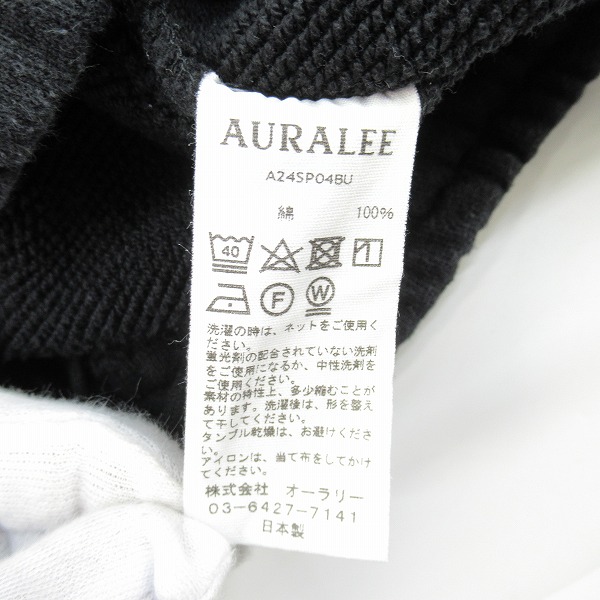 AURALEE
A24SP04BU
綿 100%
40
F W
洗濯の時は、ネットをご使用く
ださい。
蛍光剤の配合されていない洗剤
をご使用になるか、中性洗剤を
ご使用ください。
素材の特性上、多少縮むことが
あります。洗濯後は、形を整え
て干してください。
タンブル乾燥は、お避けくださ
い。
アイロンは、当て布をしてかけ
てください。
株式会社 オーラリー
03-6427-7141
日本製